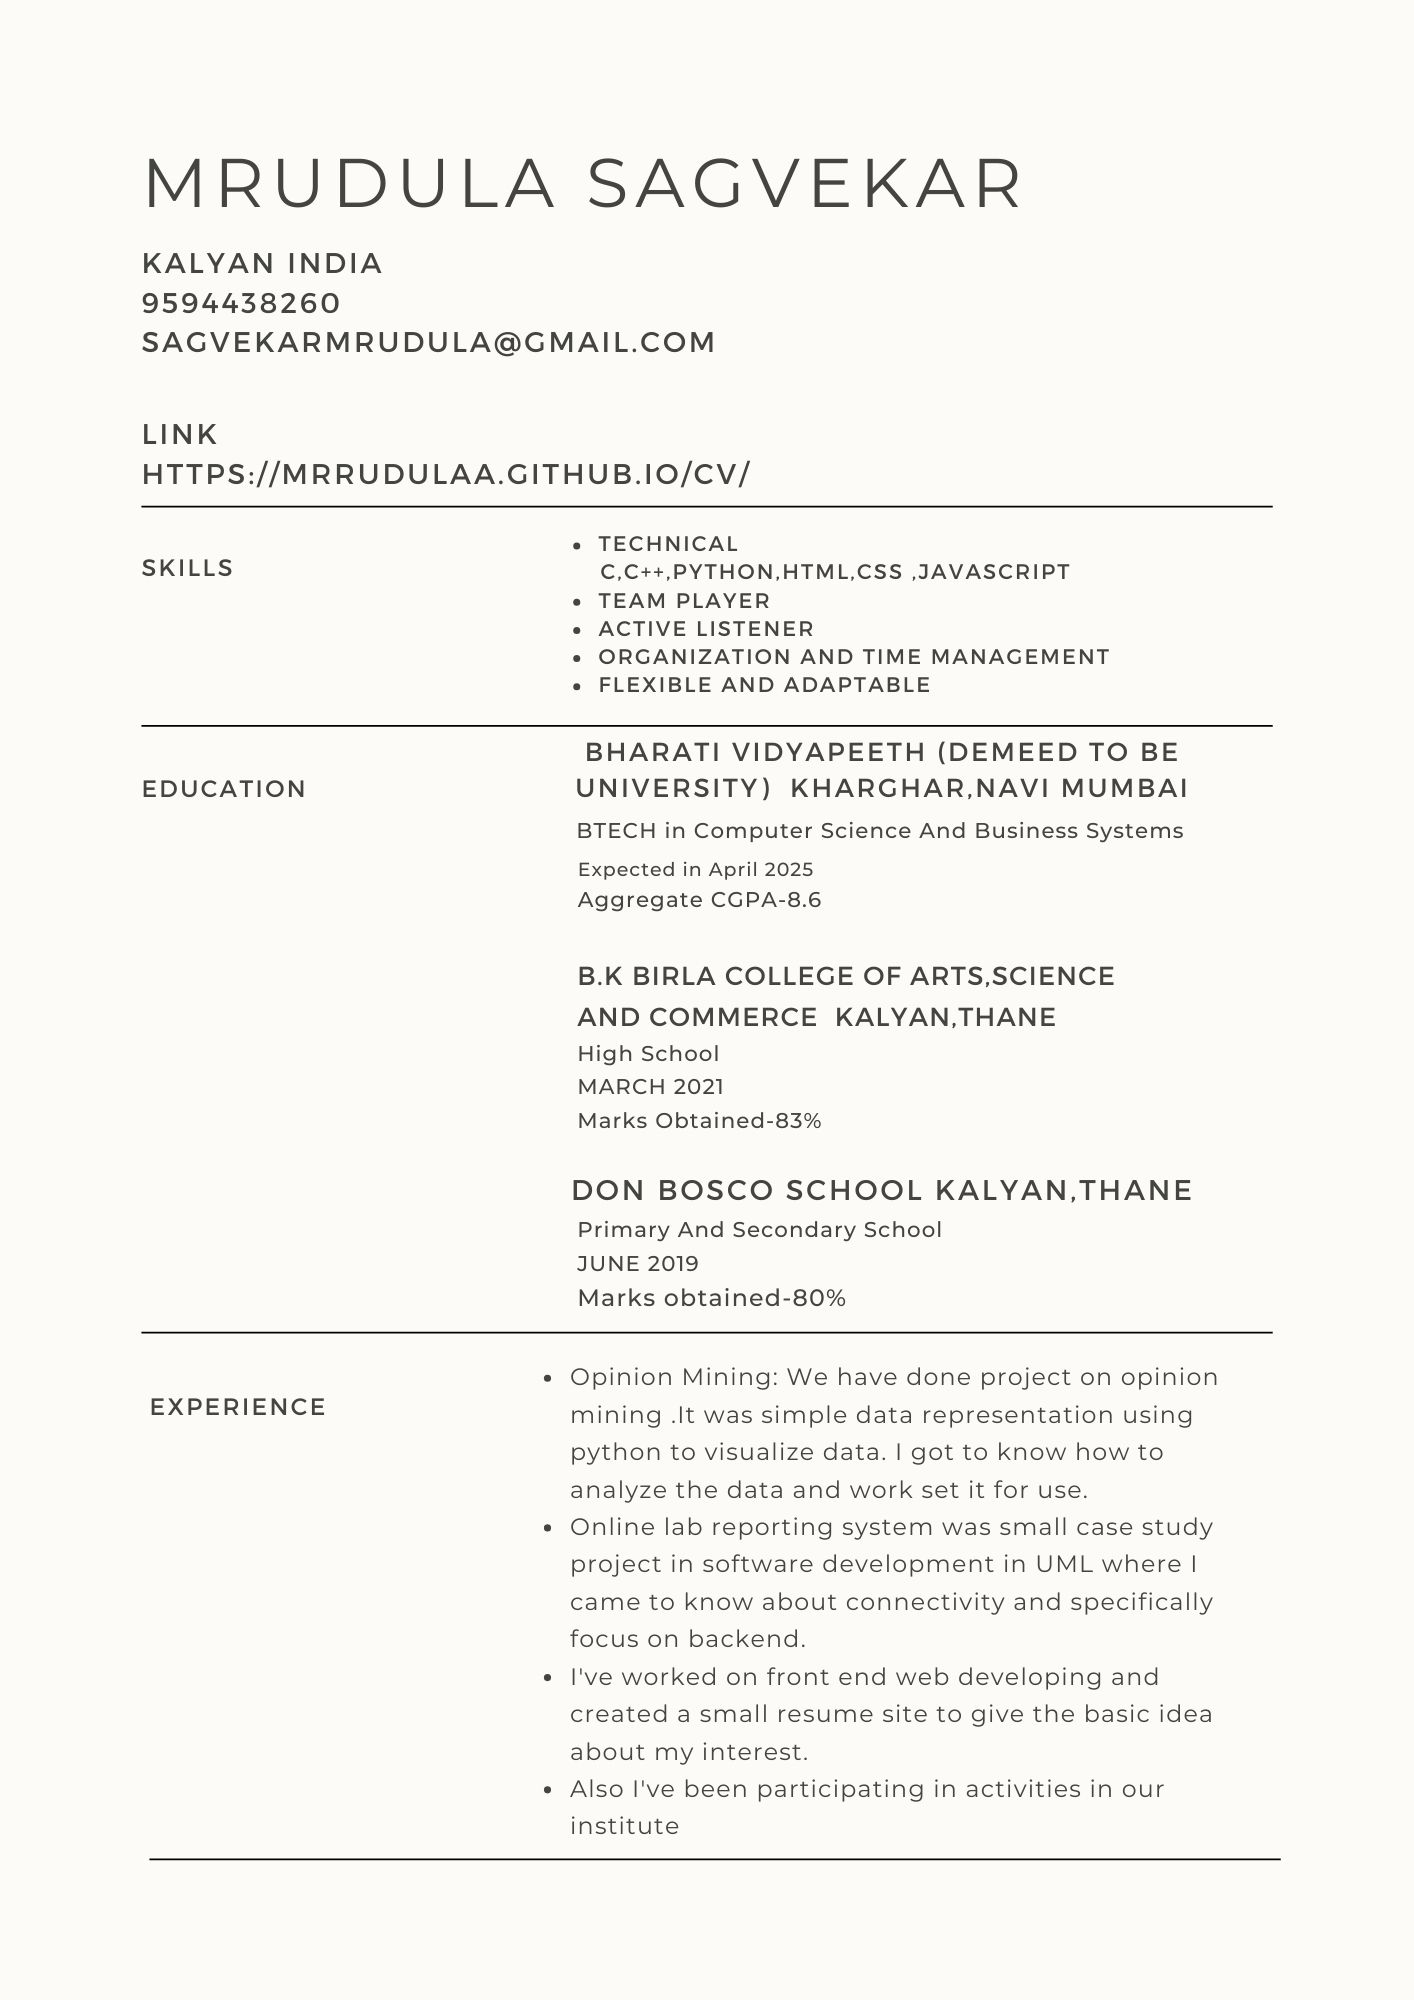 MRUDULA SAGVEKAR
KALYAN INDIA
9594438260
SAGVEKARMRUDULA@GMAIL.COM
LINK
HTTPS://MRRUDULAA.GITHUB.IO/CV/
SKILLS
• TECHNICAL
C,C++,PYTHON,HTML,CSS ,JAVASCRIPT
• TEAM PLAYER
• ACTIVE LISTENER
• ORGANIZATION AND TIME MANAGEMENT
• FLEXIBLE AND ADAPTABLE
EDUCATION
BHARATI VIDYAPEETH (DEMEED TO BE
UNIVERSITY) KHARGHAR,NAVI MUMBAI
BTECH in Computer Science And Business Systems
Expected in April 2025
Aggregate CGPA-8.6
B.K BIRLA COLLEGE OF ARTS,SCIENCE
AND COMMERCE KALYAN,THANE
High School
MARCH 2021
Marks Obtained-83%
DON BOSCO SCHOOL KALYAN,THANE
Primary And Secondary School
JUNE 2019
Marks obtained-80%
EXPERIENCE
• Opinion Mining: We have done project on opinion
mining .It was simple data representation using
python to visualize data. I got to know how to
analyze the data and work set it for use.
• Online lab reporting system was small case study
project in software development in UML where I
came to know about connectivity and specifically
focus on backend.
• I've worked on front end web developing and
created a small resume site to give the basic idea
about my interest.
• Also I've been participating in activities in our
institute